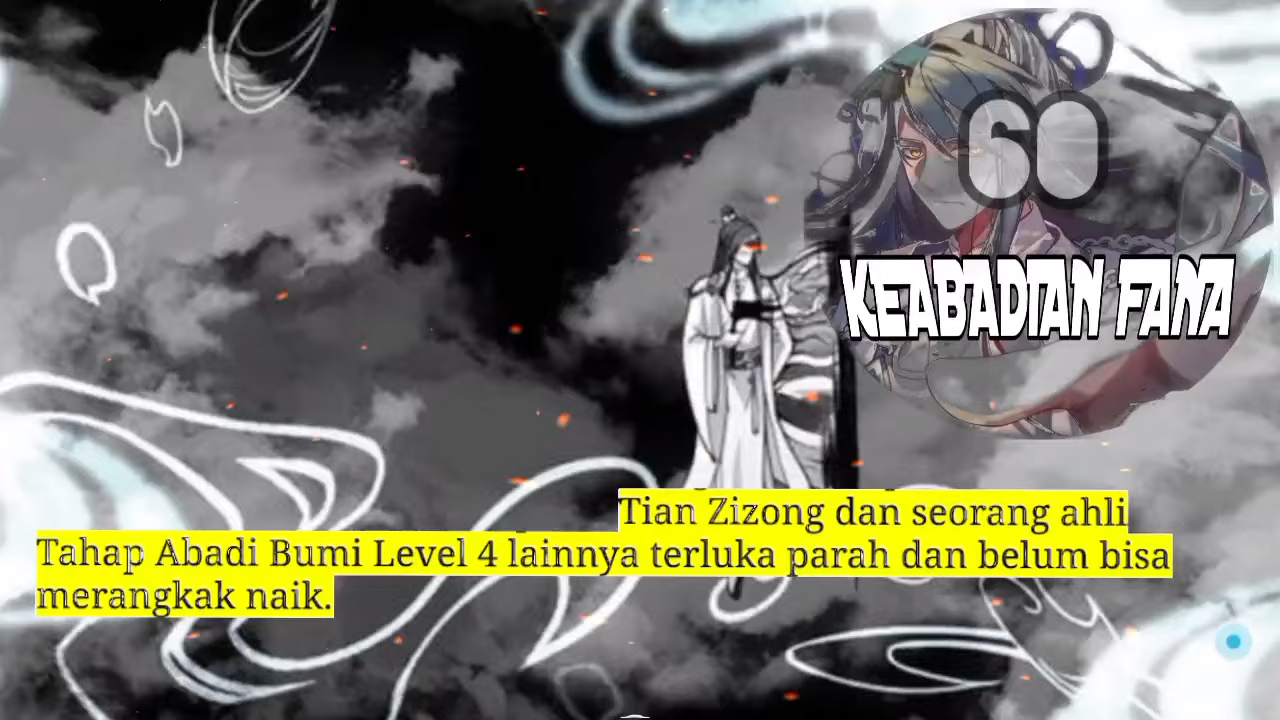 60
KEABADIAN FANA
Tian Zizong dan seorang ahli
Tahap Abadi Bumi Level 4 lainnya terluka parah dan belum bisa
merangkak naik.